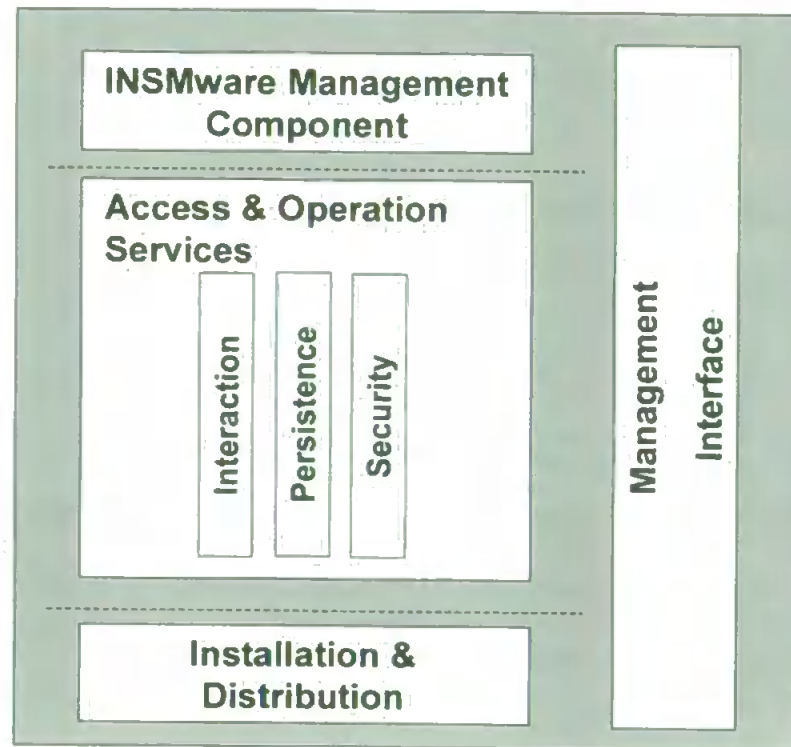 INSMware Management
Component
Access & Operation
Services
Interaction
Persistence
Security
Installation &
Distribution
Management
Interface